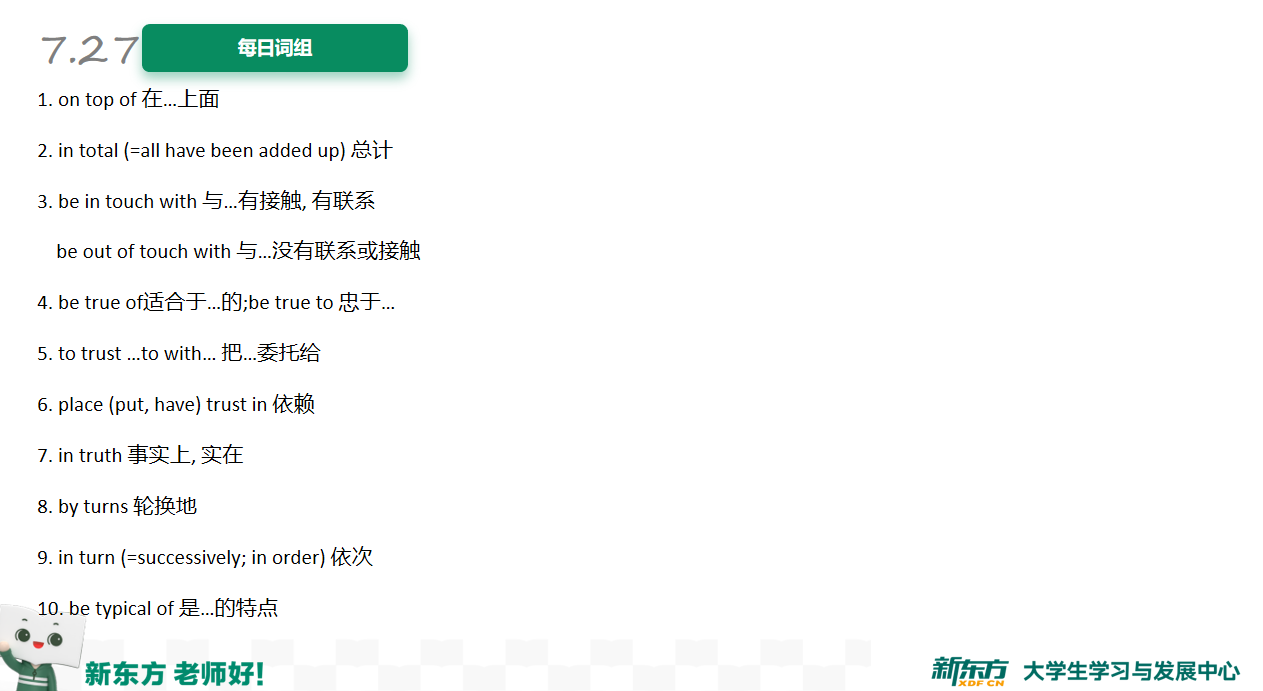 7.27 每日词组
1. on top of 在...上面
2. in total (=all have been added up) 总计
3. be in touch with 与...有接触, 有联系
be out of touch with 与...没有联系或接触
4. be true of适合于...的;be true to 忠于...
5. to trust ...to with... 把...委托给
6. place (put, have) trust in 依赖
7. in truth 事实上, 实在
8. by turns 轮换地
9. in turn (=successively; in order) 依次
10. be typical of 是...的特点
新东方 老师好!
新东方 XDF.CN 大学生学习与发展中心